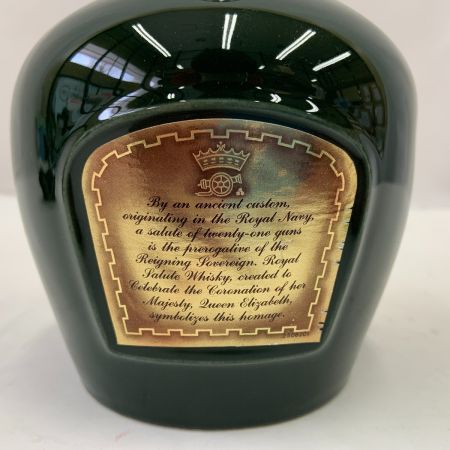 By an ancient custom,
originating in the Royal Navy,
a salute of twenty-one guns
is the prerogative of the
Reigning Sovereign. Royal
Salute Whisky, created to
Celebrate the Coronation of her
Majesty, Queen Elizabeth,
symbolizes this homage.